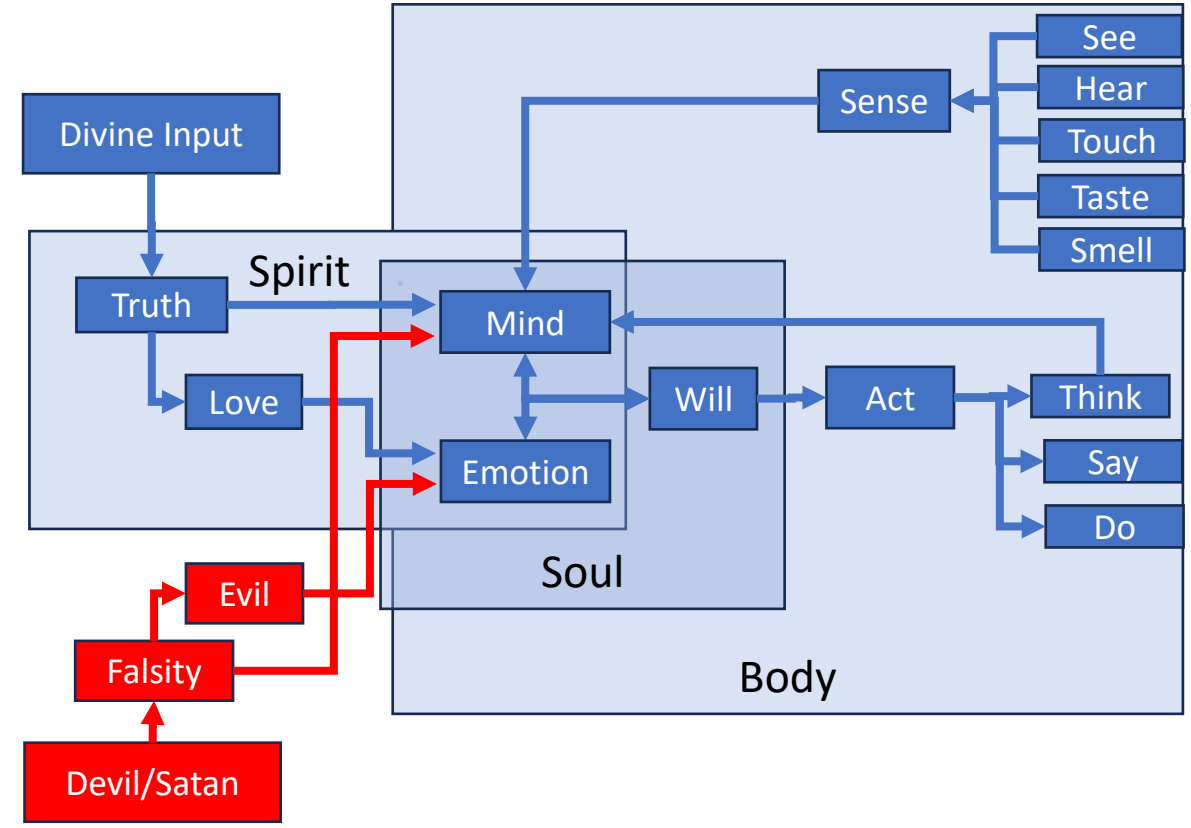 See
Hear
Sense
Divine Input
Touch
Taste
Smell
Spirit
Truth
Mind
Love
Will
Act
Think
Emotion
Say
Do
Soul
Evil
Falsity
Body
Devil/Satan